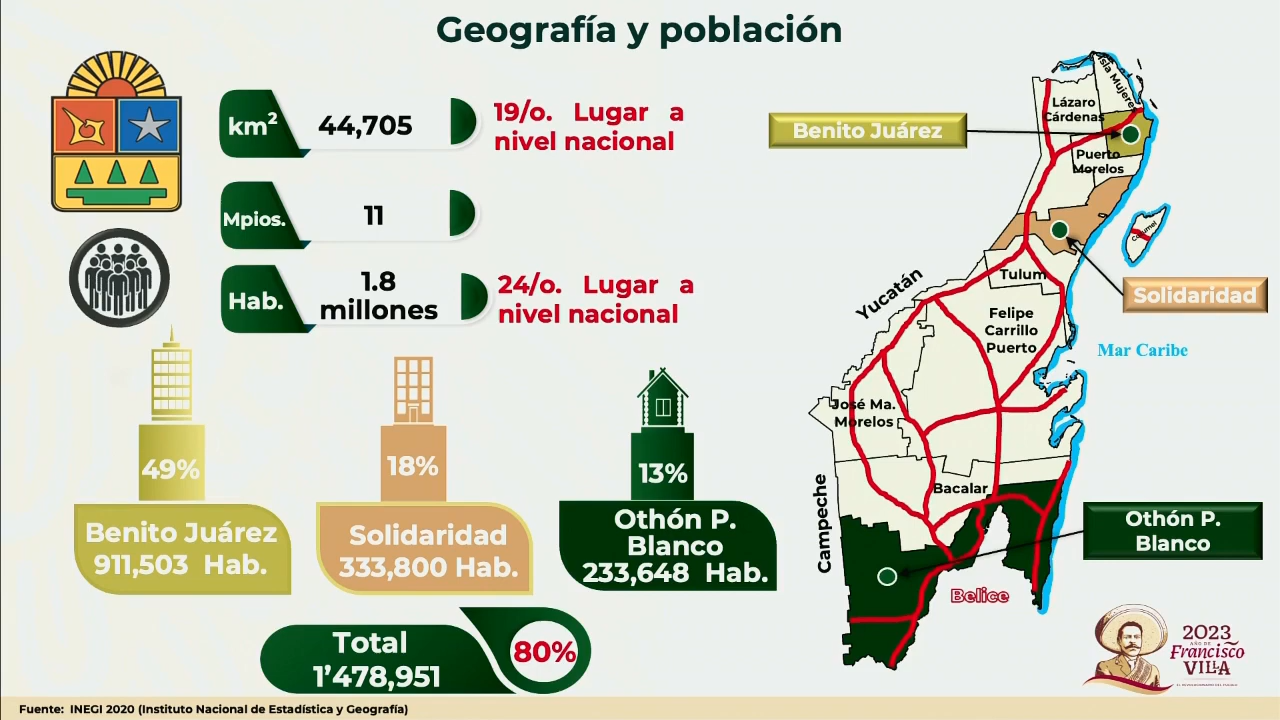 Geografía y población
km²
44,705
19/o. Lugar a
nivel nacional
Mpios.
11
Hab.
1.8
millones
24/o. Lugar a
nivel nacional
49%
Benito Juárez
911,503 Hab.
18%
Solidaridad
333,800 Hab.
13%
Othón P.
Blanco
233,648 Hab.
Total
1’478,951
80%
Benito Juárez
Isla Mujeres
Lázaro
Cárdenas
Puerto
Morelos
Cozumel
Solidaridad
Tulum
Yucatán
Felipe
Carrillo
Puerto
Mar Caribe
José Ma.
Morelos
Bacalar
Campeche
Othón P.
Blanco
Belice
2023
AÑO DE
Francisco
VILLA
Fuente: INEGI 2020 (Instituto Nacional de Estadística y Geografía)